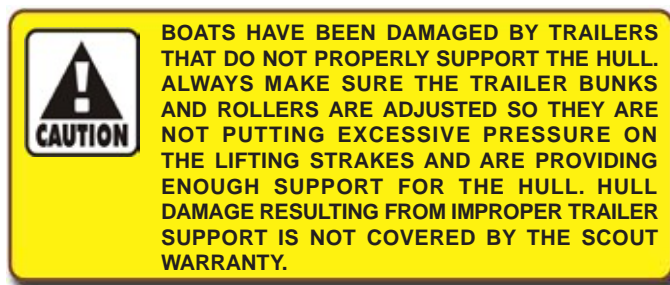 CAUTION
BOATS HAVE BEEN DAMAGED BY TRAILERS
THAT DO NOT PROPERLY SUPPORT THE HULL.
ALWAYS MAKE SURE THE TRAILER BUNKS
AND ROLLERS ARE ADJUSTED SO THEY ARE
NOT PUTTING EXCESSIVE PRESSURE ON
THE LIFTING STRAKES AND ARE PROVIDING
ENOUGH SUPPORT FOR THE HULL. HULL
DAMAGE RESULTING FROM IMPROPER TRAILER
SUPPORT IS NOT COVERED BY THE SCOUT
WARRANTY.